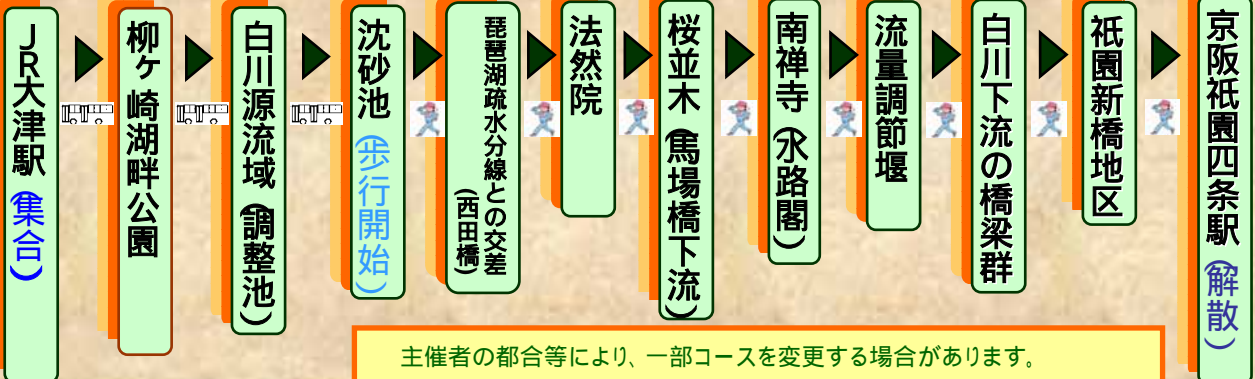 JR大津駅(集合)
柳ヶ崎湖畔公園
白川源流域(調整池)
沈砂池(歩行開始)
琵琶湖疏水分線との交差
(西田橋)
法然院
桜並木(馬場橋下流)
南禅寺(水路閣)
流量調節堰
白川下流の橋梁群
祇園新橋地区
京阪祇園四条駅(解散)
主催者の都合等により、一部コースを変更する場合があります。